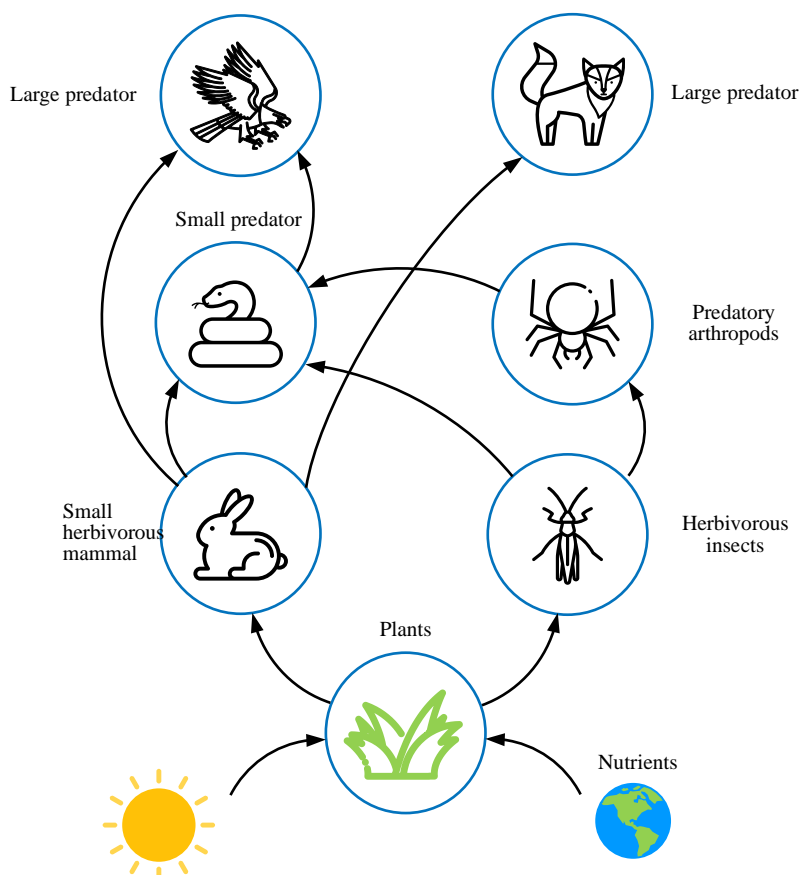 Large predator
Large predator
Small predator
Predatory
arthropods
Small
herbivorous
mammal
Herbivorous
insects
Plants
Nutrients